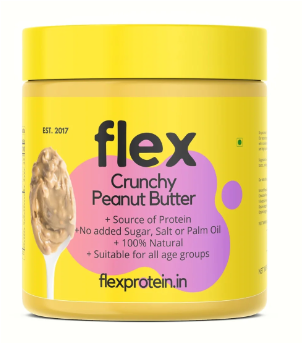 EST. 2017
flex
Crunchy
Peanut Butter
+ Source of Protein
+No added Sugar, Salt or Palm Oil
+ 100% Natural
+ Suitable for all age groups
flexprotein.in